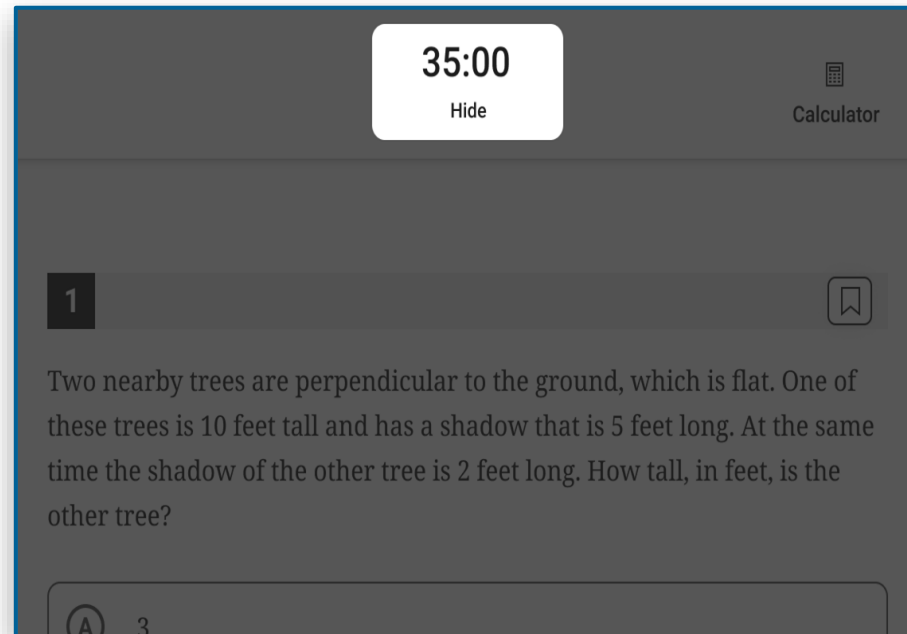 35:00
Hide
Calculator
1
Two nearby trees are perpendicular to the ground, which is flat. One of
these trees is 10 feet tall and has a shadow that is 5 feet long. At the same
time the shadow of the other tree is 2 feet long. How tall, in feet, is the
other tree?
A 3